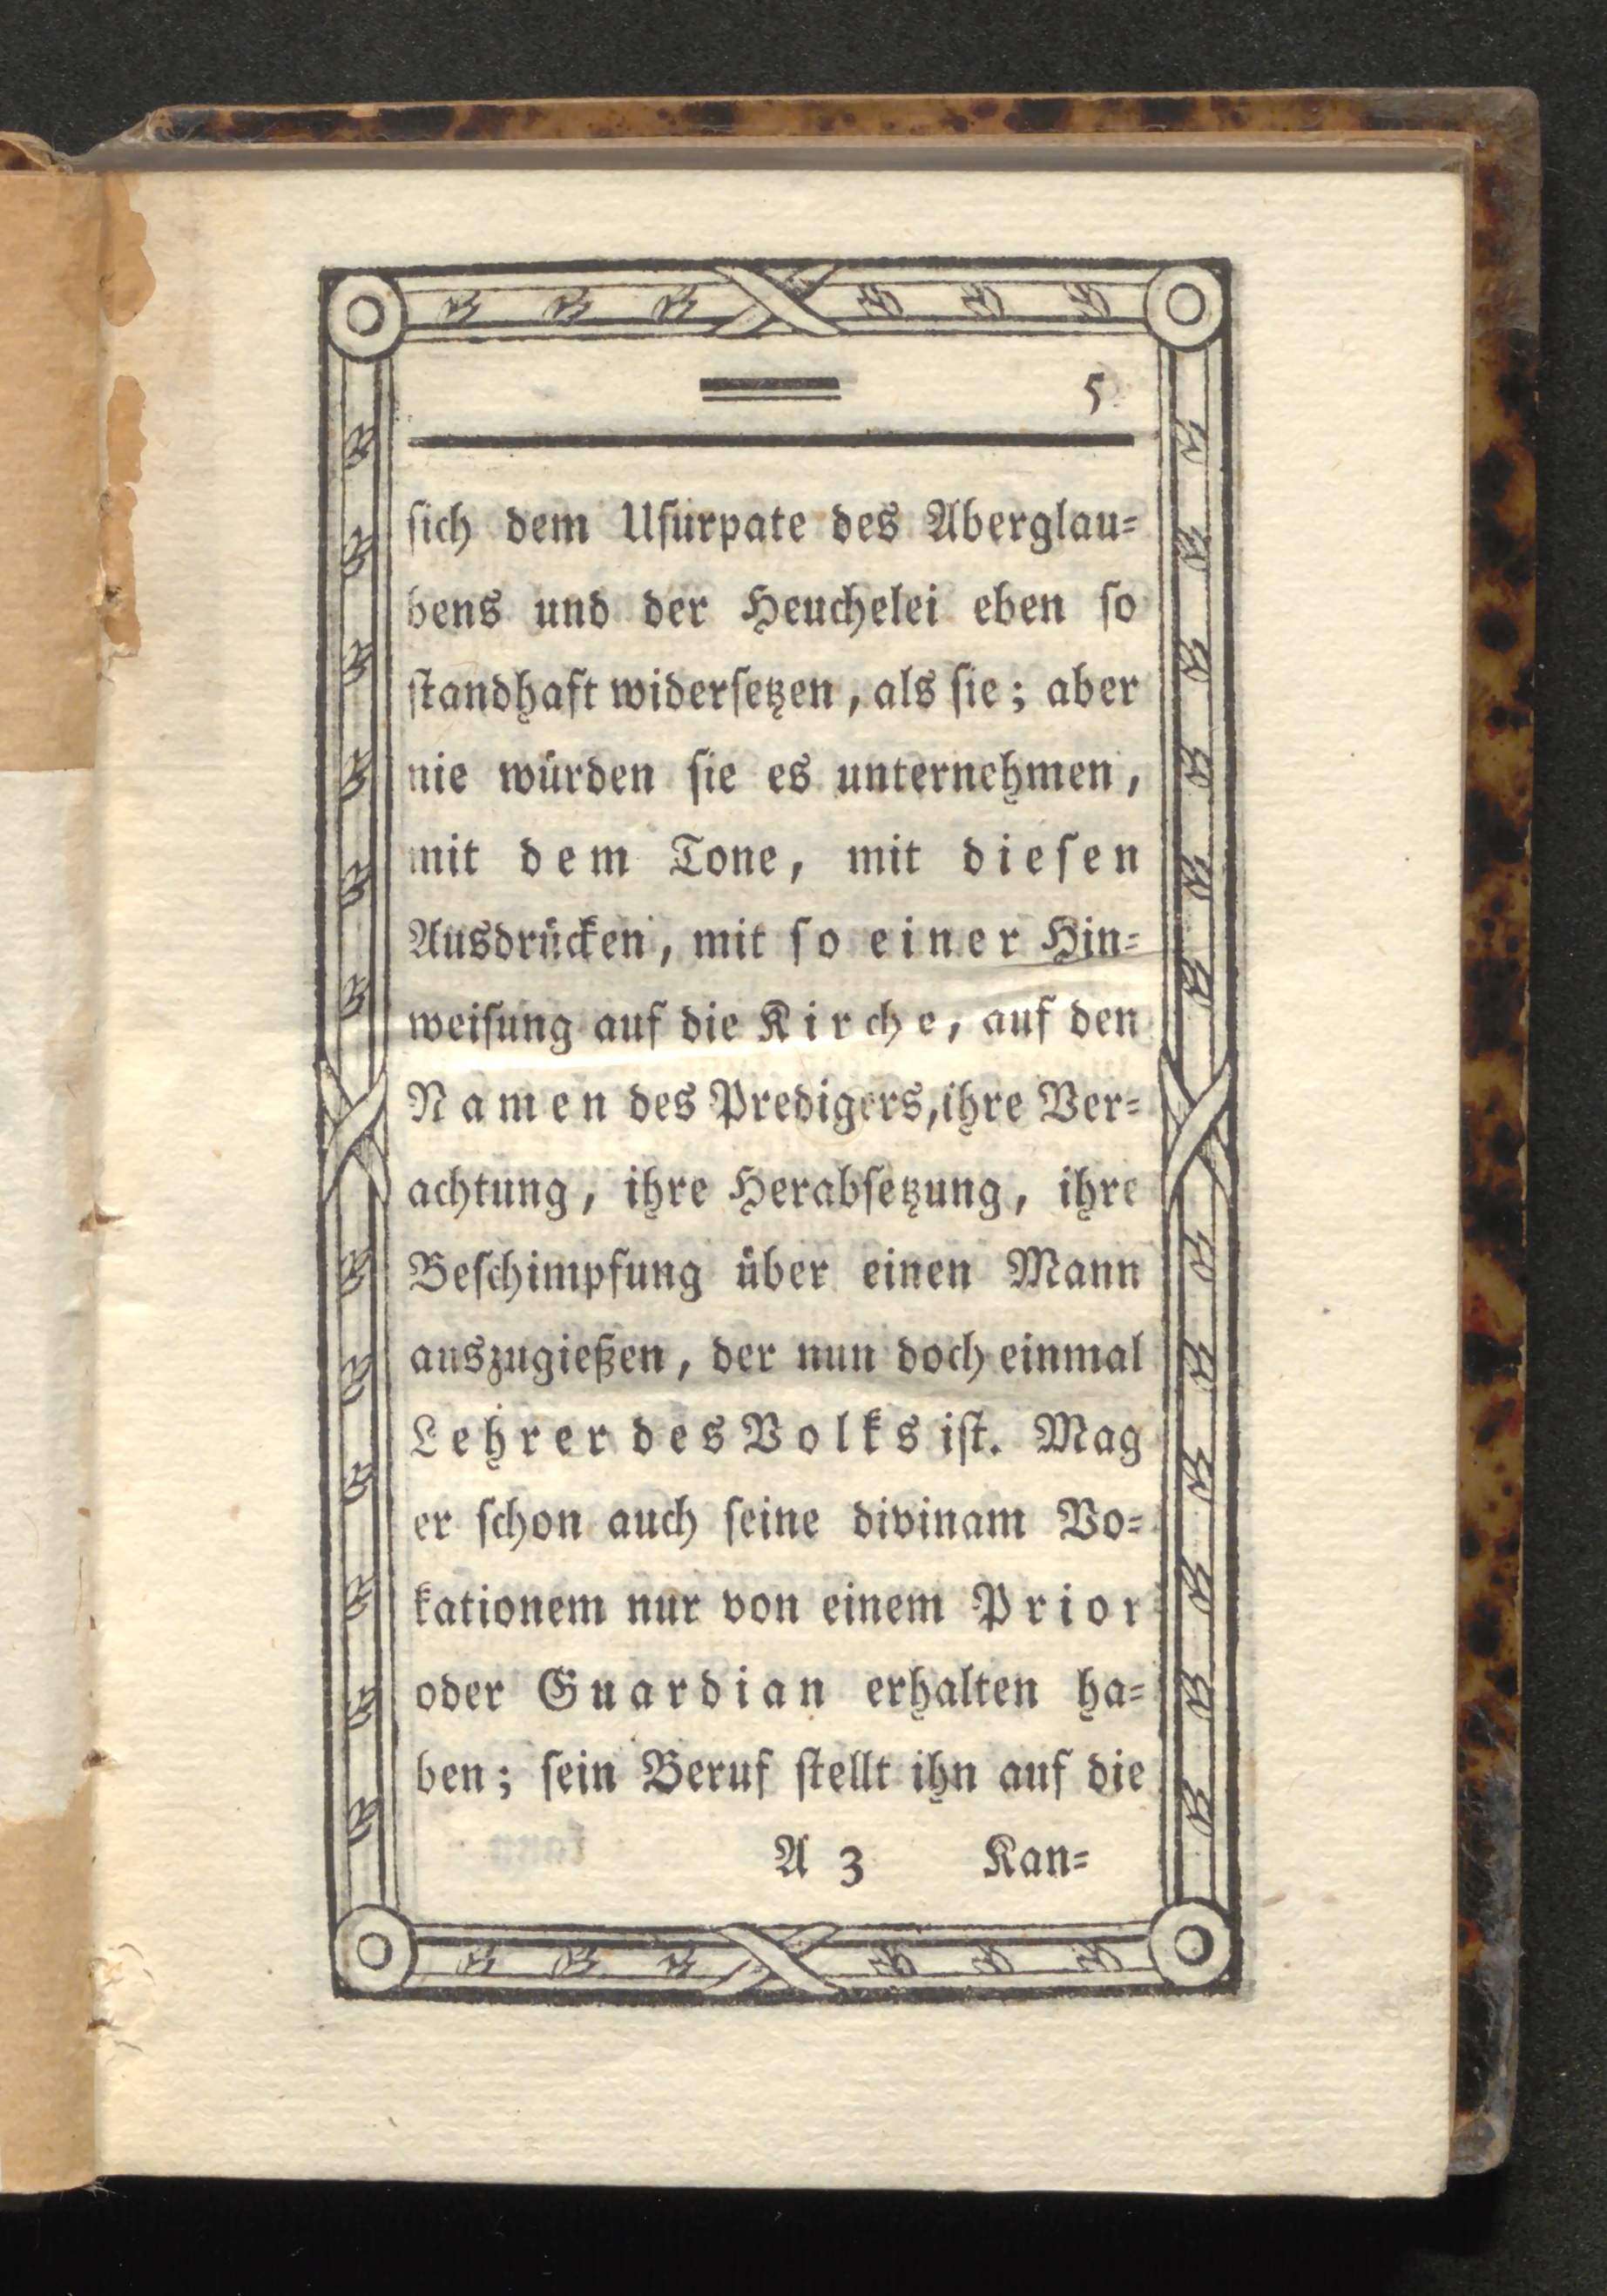 5
ſich dem Uſurpate des Aberglau⸗
bens und der Heuchelei eben ſo
ſtandhaft widerſetzen, als ſie; aber
nie würden ſie es unternehmen,
mit dem Tone, mit dieſen
Ausdrücken, mit ſo einer Hin⸗
weiſung auf die Kirche, auf den
Namen des Predigers, ihre Ver⸗
achtung, ihre Herabſetzung, ihre
Beſchimpfung über einen Mann
auszugießen, der nun doch einmal
Lehrer des Volks iſt. Mag
er ſchon auch ſeine divinam Vo⸗
kationem nur von einem Prior
oder Guardian erhalten ha⸗
ben; ſein Beruf ſtellt ihn auf die
A 3 Kan⸗